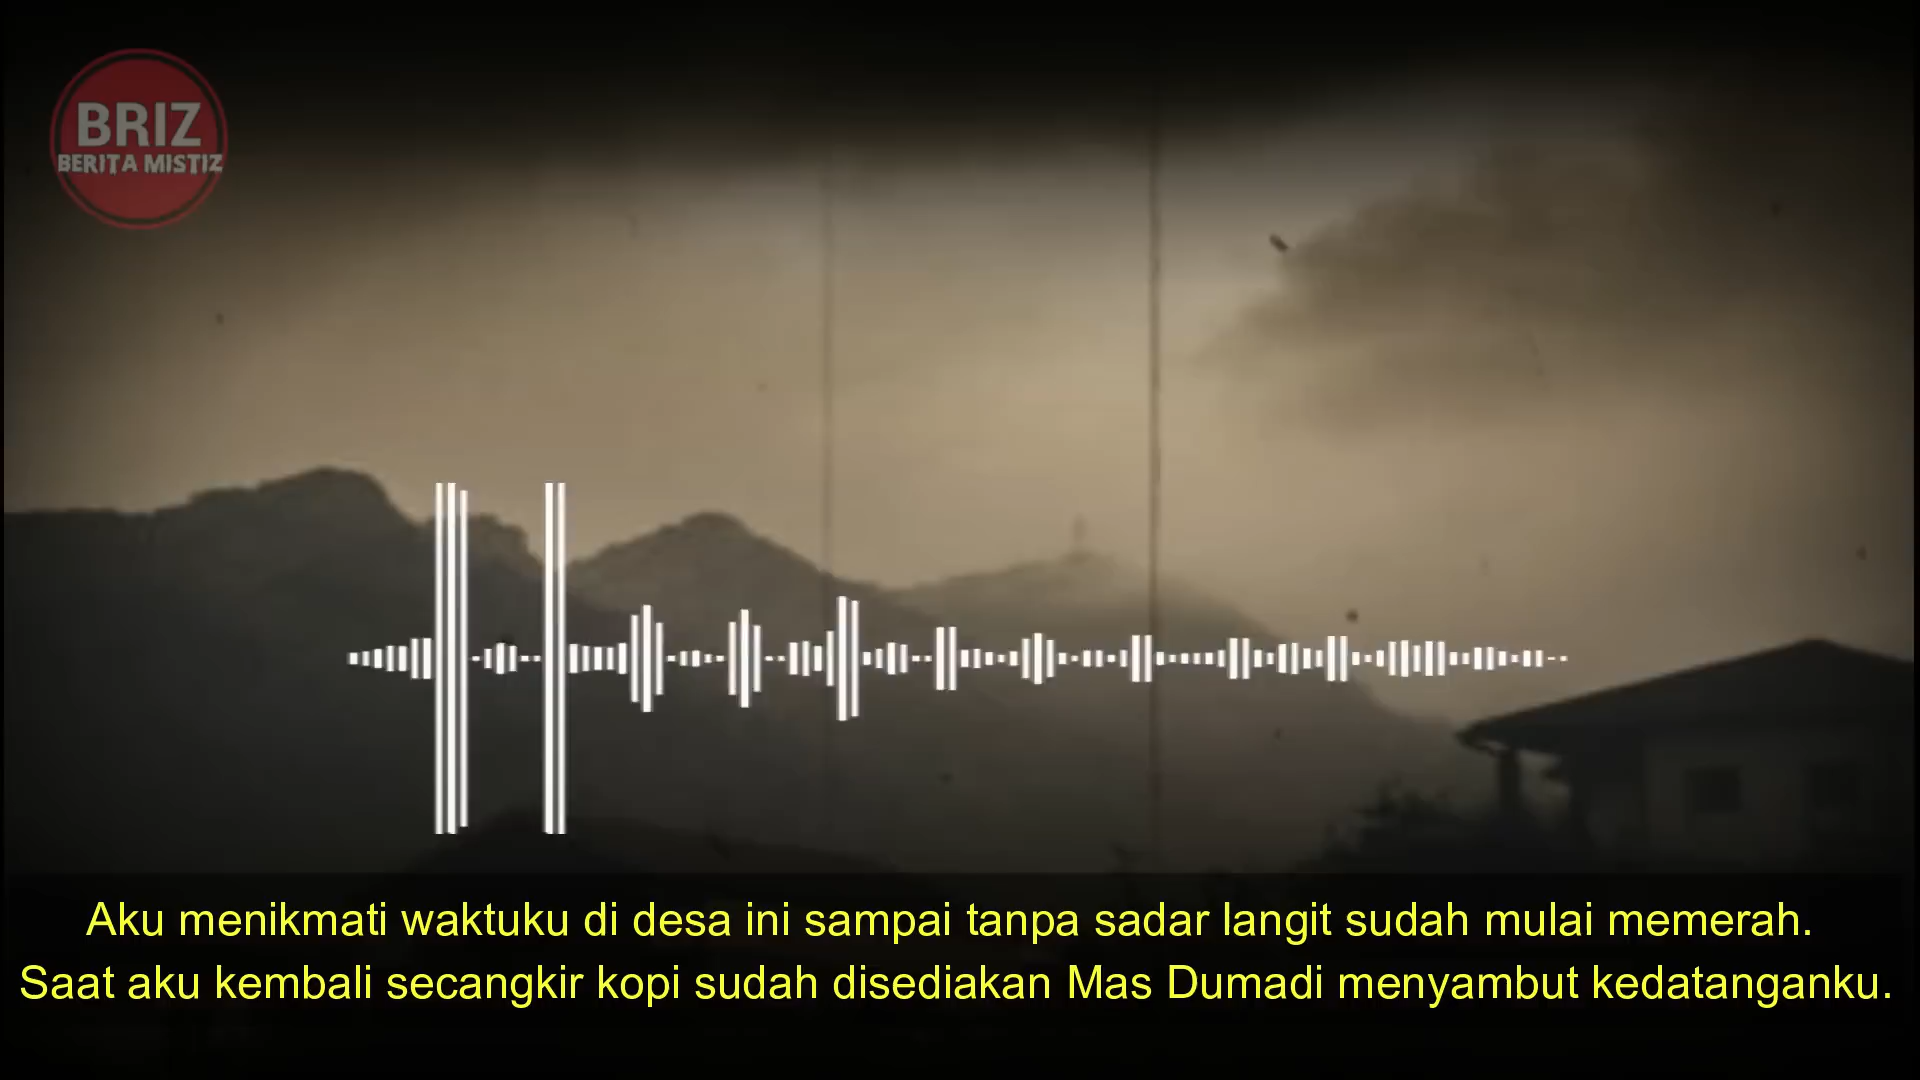 BRIZ
BERITA MISTIZ
Aku menikmati waktuku di desa ini sampai tanpa sadar langit sudah mulai memerah.
Saat aku kembali secangkir kopi sudah disediakan Mas Dumadi menyambut kedatanganku.